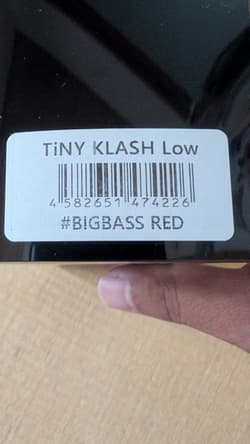 TiNY KLASH Low
4 582651 474226
#BIGBASS RED